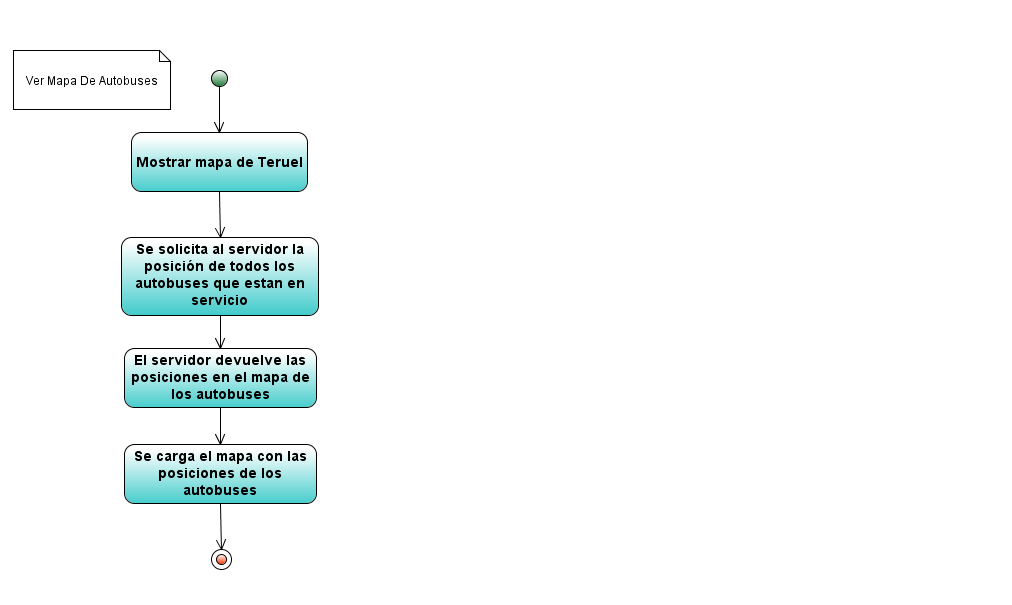 Ver Mapa De Autobuses
Mostrar mapa de Teruel
Se solicita al servidor la
posición de todos los
autobuses que estan en
servicio
El servidor devuelve las
posiciones en el mapa de
los autobuses
Se carga el mapa con las
posiciones de los
autobuses